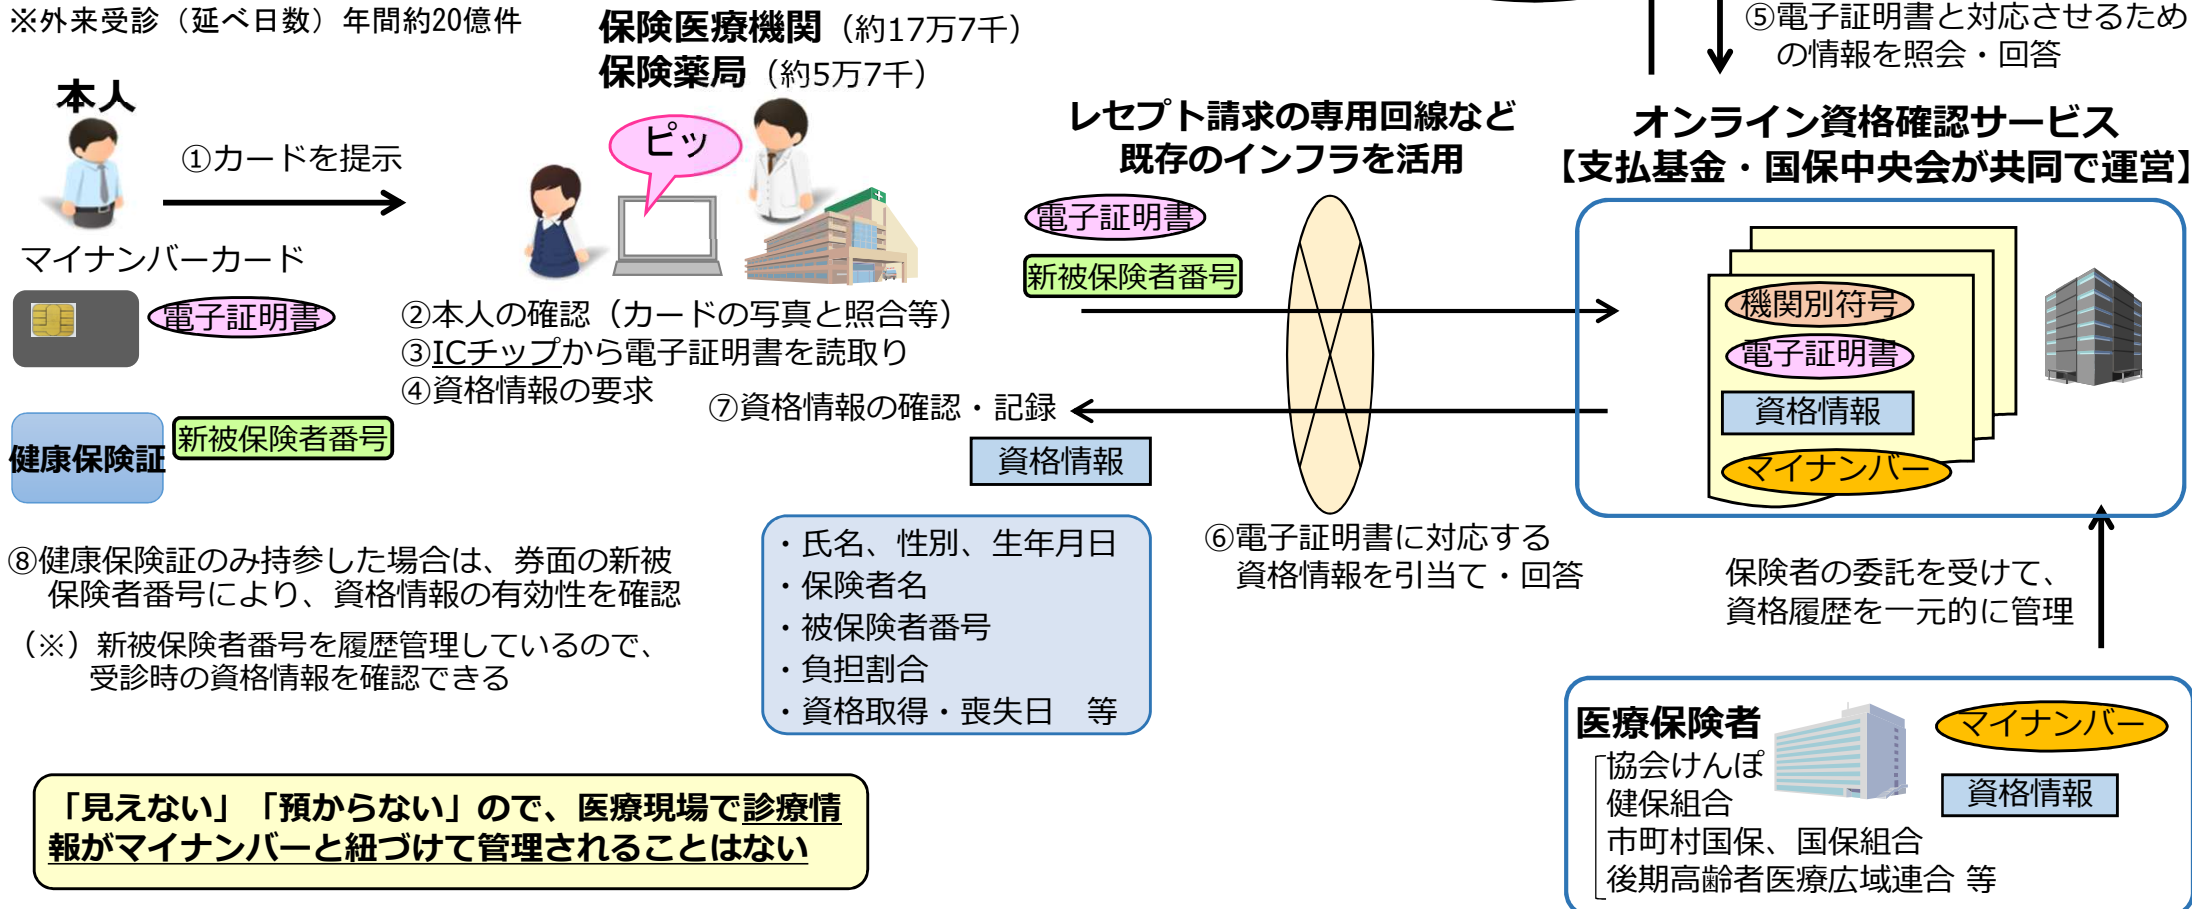 ※外来受診（延べ日数）年間約20億件
保険医療機関（約17万7千）
保険薬局（約5万7千）
⑤電子証明書と対応させるため
の情報を照会・回答
本人
①カードを提示
ピッ
レセプト請求の専用回線など
既存のインフラを活用
オンライン資格確認サービス
【支払基金・国保中央会が共同で運営】
マイナンバーカード
電子証明書
健康保険証
新被保険者番号
②本人の確認（カードの写真と照合等）
③ICチップから電子証明書を読取り
④資格情報の要求
電子証明書
新被保険者番号
⑦資格情報の確認・記録
資格情報
機関別符号
電子証明書
資格情報
マイナンバー
⑧健康保険証のみ持参した場合は、券面の新被
保険者番号により、資格情報の有効性を確認
（※）新被保険者番号を履歴管理しているので、
受診時の資格情報を確認できる
・氏名、性別、生年月日
・保険者名
・被保険者番号
・負担割合
・資格取得・喪失日　等
⑥電子証明書に対応する
資格情報を引当て・回答
保険者の委託を受けて、
資格履歴を一元的に管理
「見えない」「預からない」ので、医療現場で診療情
報がマイナンバーと紐づけて管理されることはない
医療保険者
協会けんぽ
健保組合
市町村国保、国保組合
後期高齢者医療広域連合 等
マイナンバー
資格情報